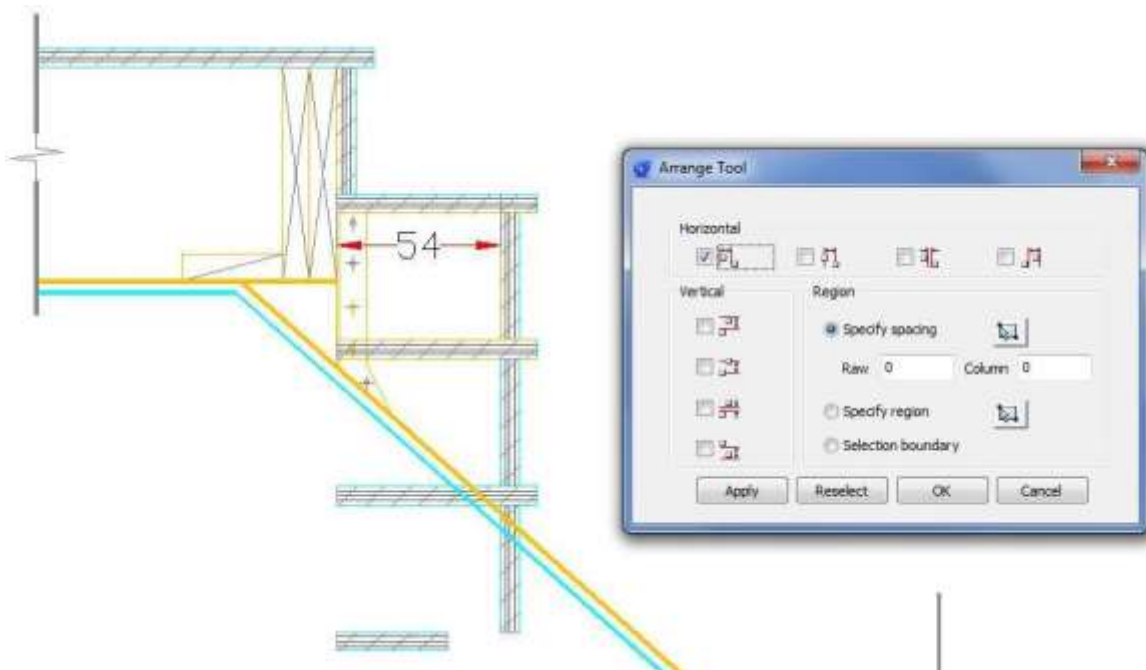 54
Arrange Tool
Horizontal
Vertical
Region
Specify spacing
Raw 0 Column 0
Specify region
Selection boundary
Apply Reselect OK Cancel